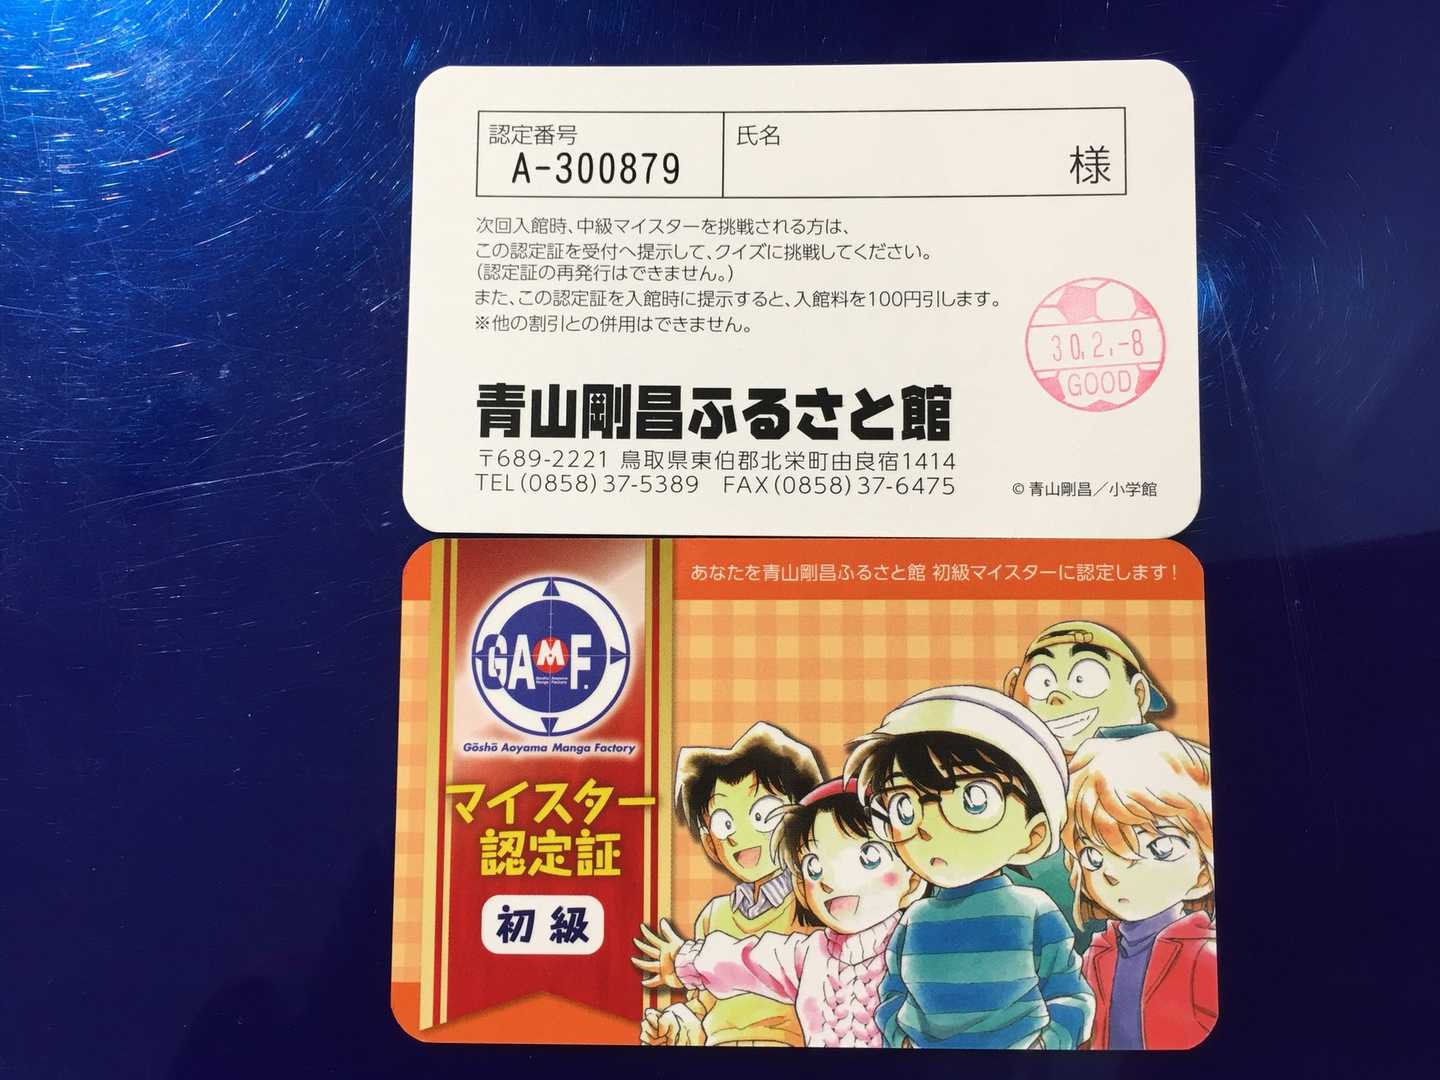 認定番号
A-300879
氏名
様
次回入館時、中級マイスターを挑戦される方は、
この認定証を受付へ提示して、クイズに挑戦してください。
(認定証の再発行はできません。)
また、この認定証を入館時に提示すると、入館料を100円引します。
※他の割引との併用はできません。
30.2.-8
GOOD
青山剛昌ふるさと館
〒689-2221 鳥取県東伯郡北栄町由良宿1414
TEL(0858)37-5389 FAX(0858)37-6475
© 青山剛昌/小学館
あなたを青山剛昌ふるさと館 初級マイスターに認定します!
GAMF.
Gosho Aoyama
Manga Factory
Gōshō Aoyama Manga Factory
マイスター
認定証
初級